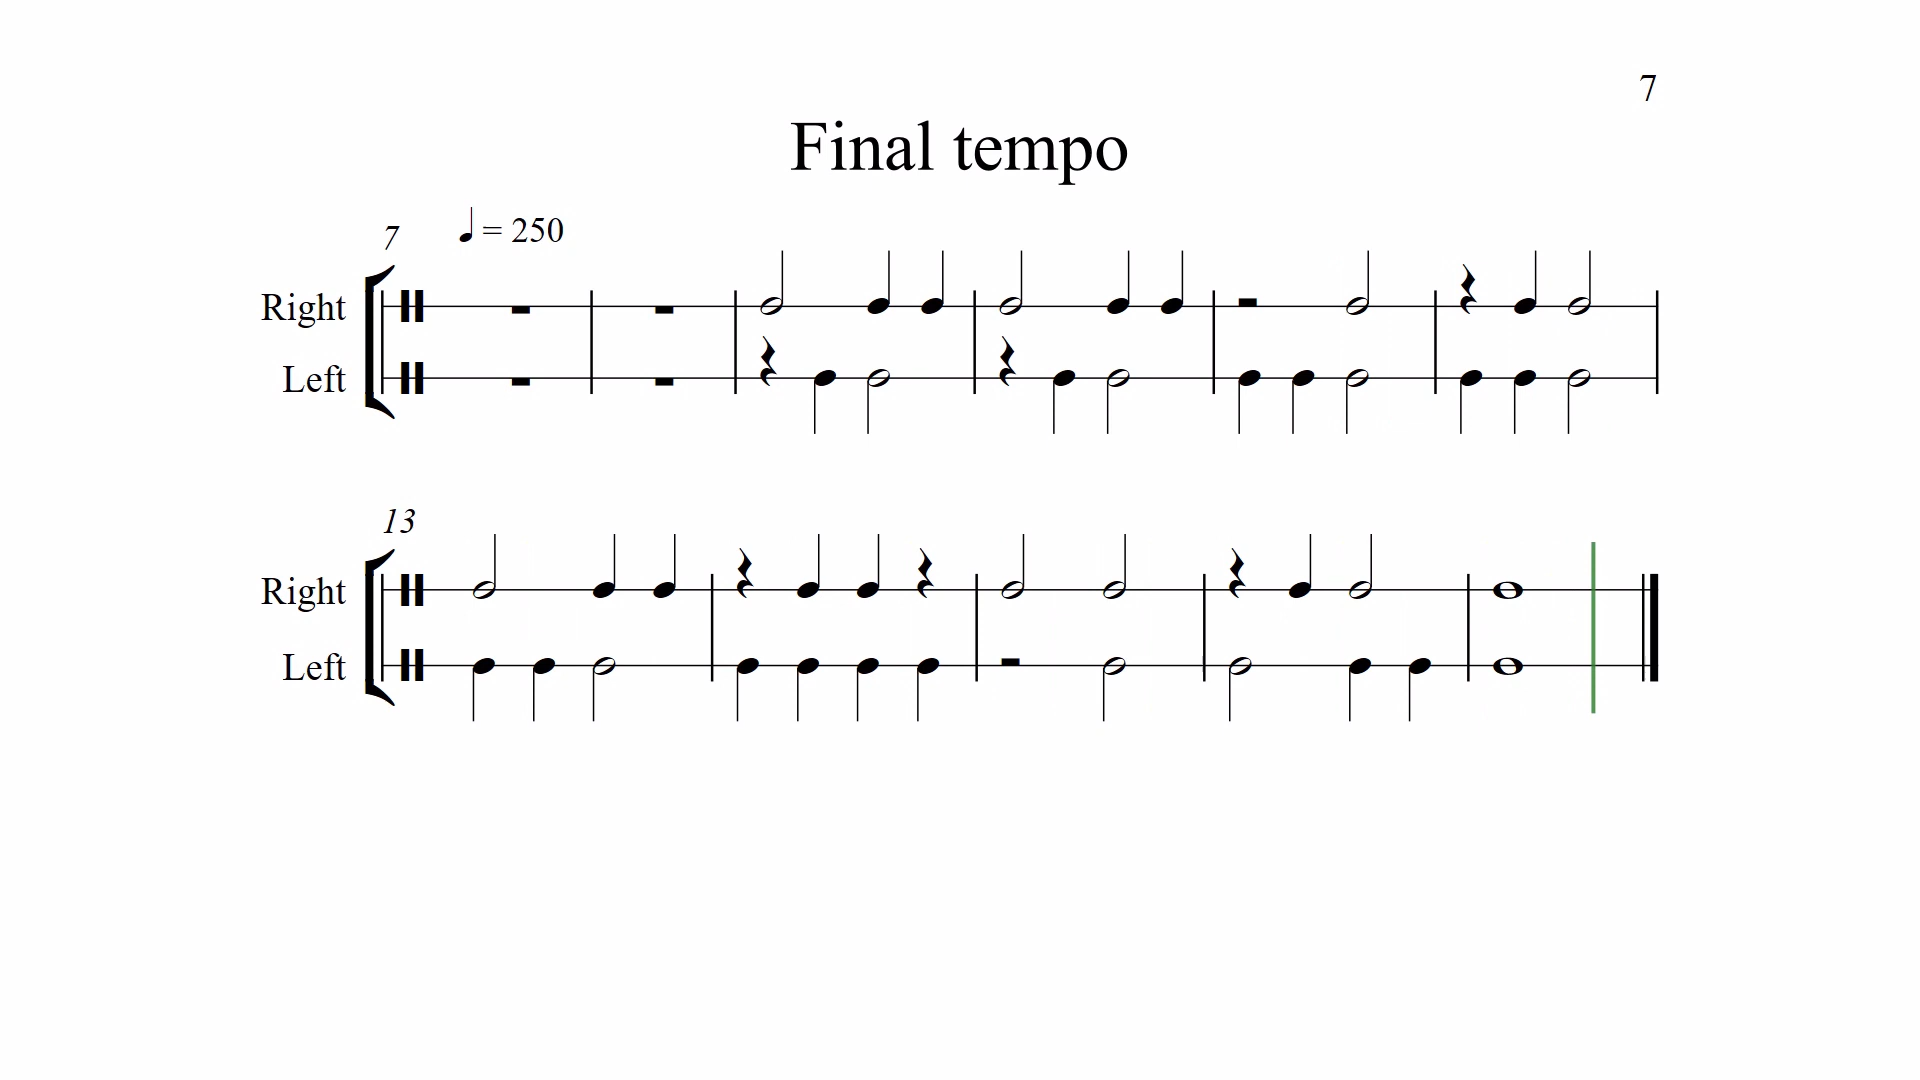 7
Final tempo
7 ♩ = 250
Right
Left
13
Right
Left